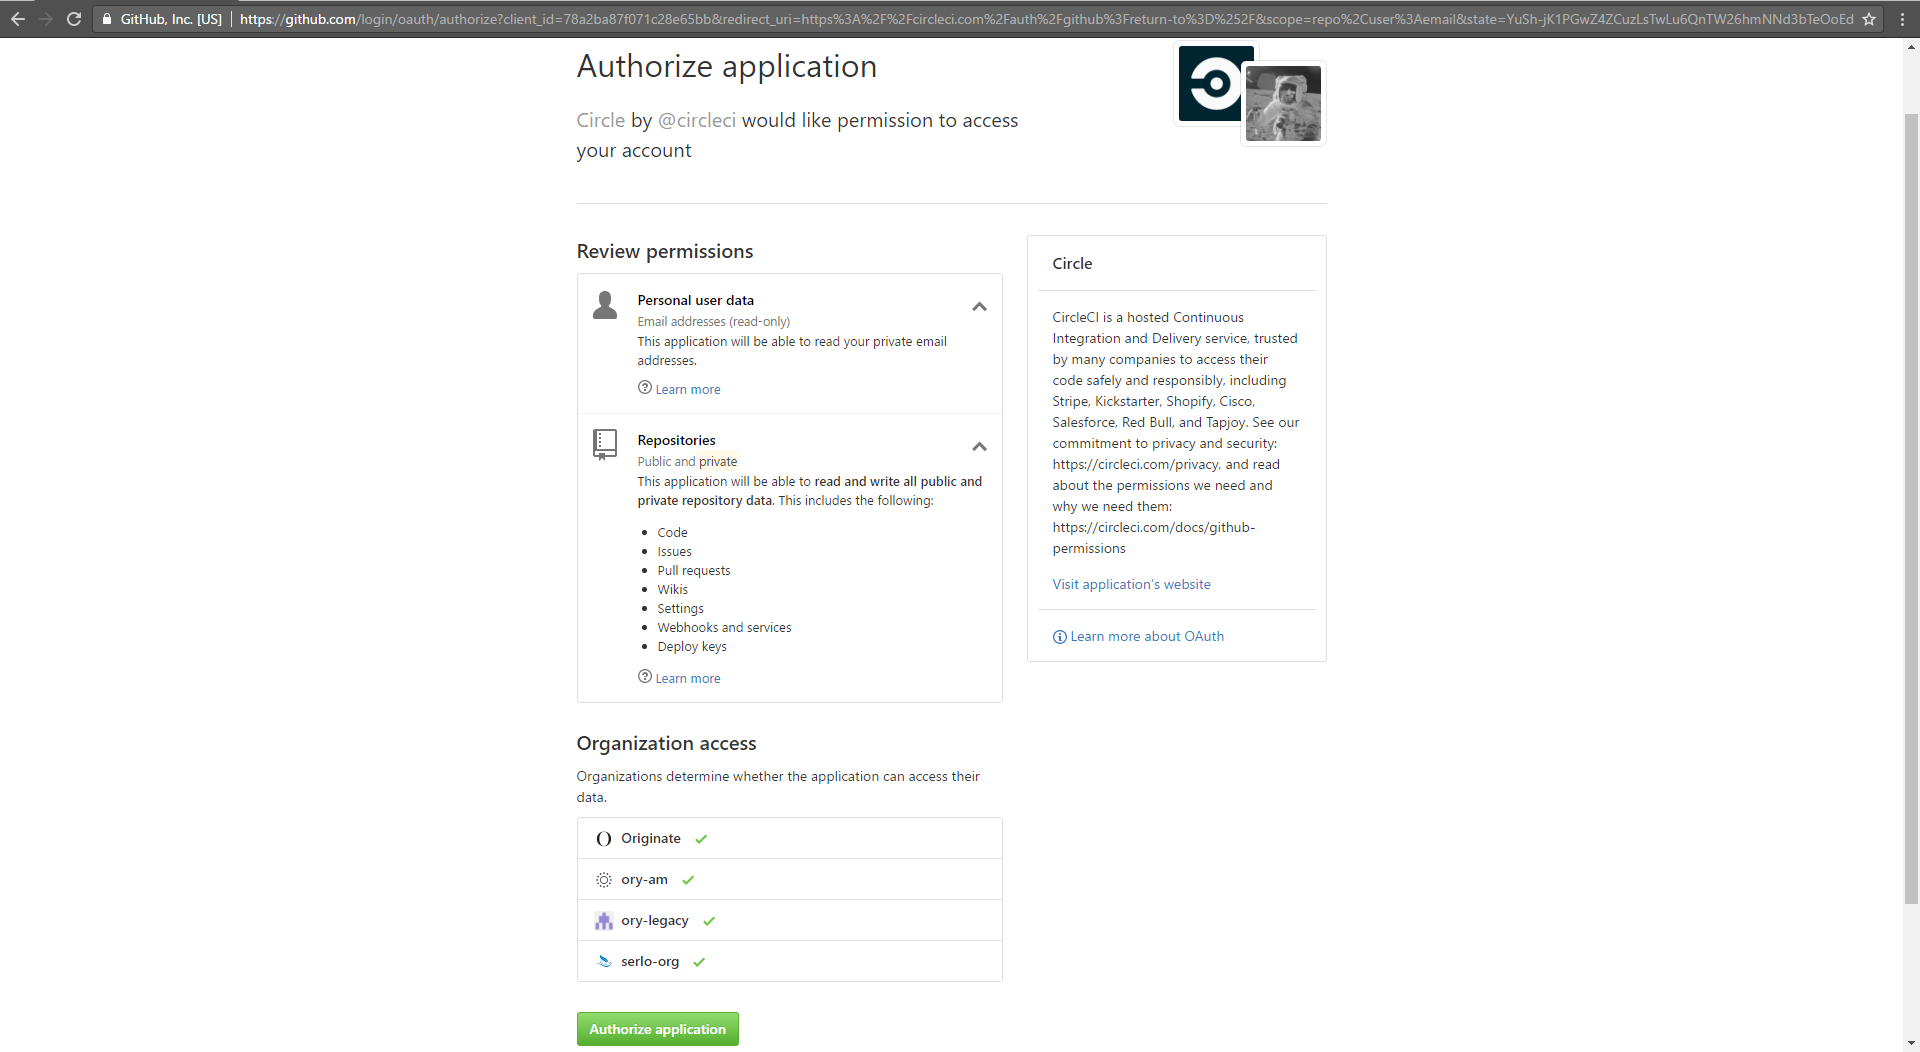 GitHub, Inc. [US] | https://github.com/login/oauth/authorize?client_id=78a2ba87f071c28e65bb&redirect_uri=https%3A%2F%2Fcircleci.com%2Fauth%2Fgithub%3Freturn-to%3D%252F&scope=repo%2Cuser%3Aemail&state=YuSh-jK1PGwZ4ZCuzLsTwLu6QnTW26hmNNd3bTeOoEd
Authorize application
Circle by @circleci would like permission to access
your account
Review permissions
Personal user data
Email addresses (read-only)
This application will be able to read your private email
addresses.
Learn more
Repositories
Public and private
This application will be able to read and write all public and
private repository data. This includes the following:
Code
Issues
Pull requests
Wikis
Settings
Webhooks and services
Deploy keys
Learn more
Circle
CircleCI is a hosted Continuous
Integration and Delivery service, trusted
by many companies to access their
code safely and responsibly, including
Stripe, Kickstarter, Shopify, Cisco,
Salesforce, Red Bull, and Tapjoy. See our
commitment to privacy and security:
https://circleci.com/privacy, and read
about the permissions we need and
why we need them:
https://circleci.com/docs/github-
permissions
Visit application's website
Learn more about OAuth
Organization access
Organizations determine whether the application can access their
data.
Originate
ory-am
ory-legacy
serlo-org
Authorize application